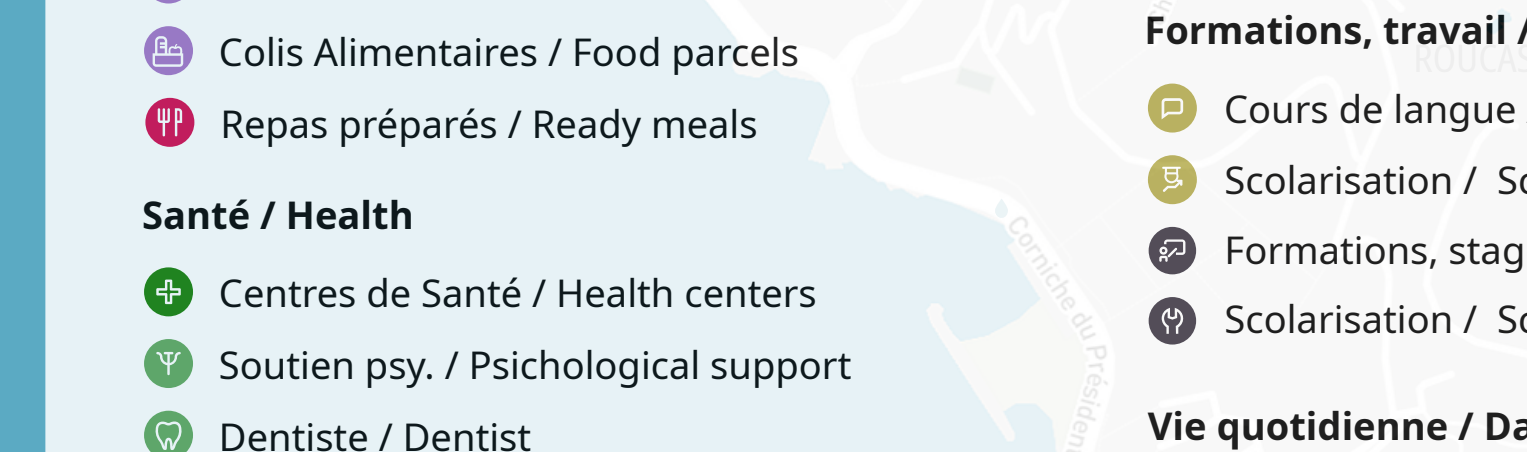 Colis Alimentaires / Food parcels
Repas préparés / Ready meals
Santé / Health
Centres de Santé / Health centers
Soutien psy. / Psichological support
Dentiste / Dentist
Formations, travail /
ROUCAS
Cours de langue
Scolarisation / Sc
Formations, stag
Scolarisation / Sc
Vie quotidienne / Da
Corniche du Présiden